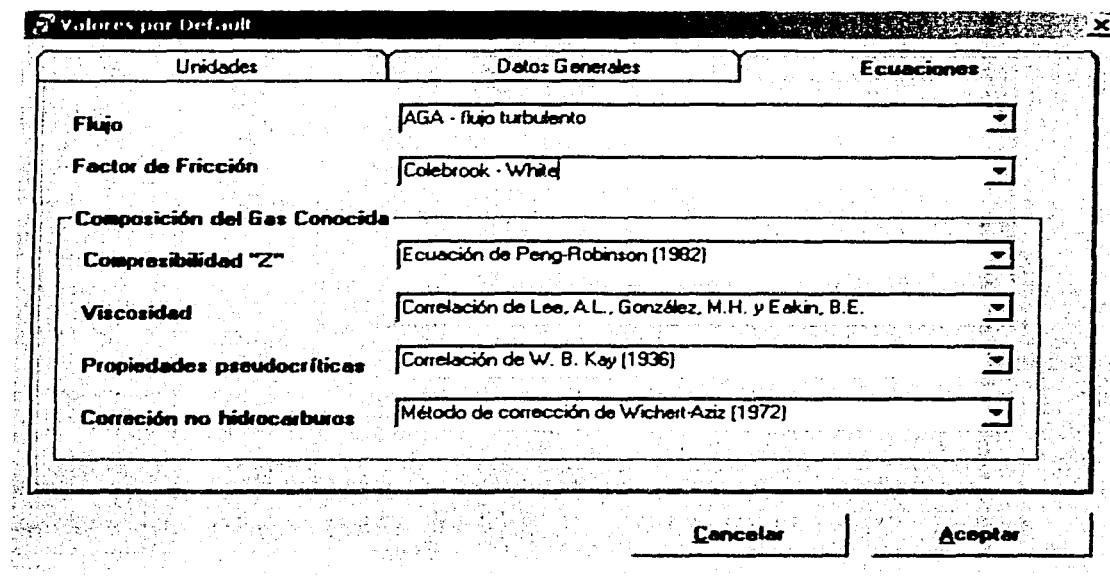 Valores por Default
Unidades
Datos Generales
Ecuaciones
Flujo
AGA - flujo turbulento
Factor de Fricción
Colebrook - White
Composición del Gas Conocida
Compresibilidad "Z"
Ecuación de Peng-Robinson (1982)
Viscosidad
Correlación de Lee, A.L., González, M.H. y Eakin, B.E.
Propiedades pseudocríticas
Correlación de W. B. Kay (1936)
Correción no hidrocarburos
Método de corrección de Wichert-Aziz (1972)
Cancelar
Aceptar